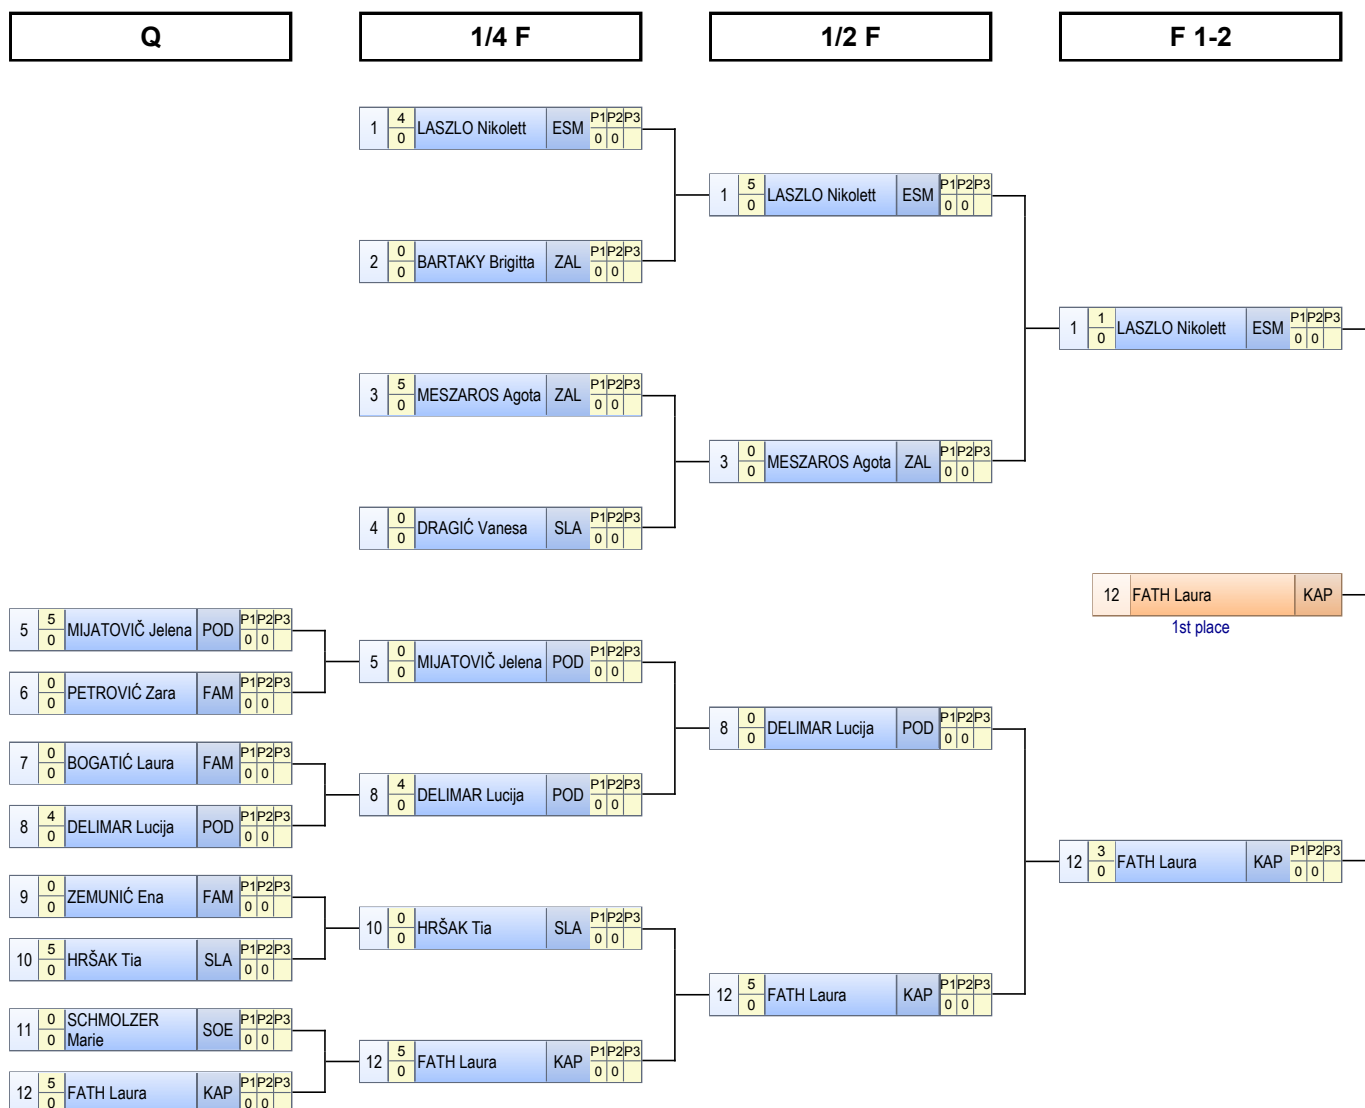 Q 1/4 F 1/2 F F 1-2
1 4 0 LASZLO Nikolett ESM P1 P2 P3 0 0
1 5 0 LASZLO Nikolett ESM P1 P2 P3 0 0
2 0 0 BARTAKY Brigitta ZAL P1 P2 P3 0 0
1 1 0 LASZLO Nikolett ESM P1 P2 P3 0 0
3 5 0 MESZAROS Agota ZAL P1 P2 P3 0 0
3 0 0 MESZAROS Agota ZAL P1 P2 P3 0 0
4 0 0 DRAGIĆ Vanesa SLA P1 P2 P3 0 0
12 FATH Laura KAP
1st place
5 5 0 MIJATOVIČ Jelena POD P1 P2 P3 0 0
5 0 0 MIJATOVIČ Jelena POD P1 P2 P3 0 0
6 0 0 PETROVIĆ Zara FAM P1 P2 P3 0 0
8 0 0 DELIMAR Lucija POD P1 P2 P3 0 0
7 0 0 BOGATIĆ Laura FAM P1 P2 P3 0 0
8 4 0 DELIMAR Lucija POD P1 P2 P3 0 0
8 4 0 DELIMAR Lucija POD P1 P2 P3 0 0
12 3 0 FATH Laura KAP P1 P2 P3 0 0
9 0 0 ZEMUNIĆ Ena FAM P1 P2 P3 0 0
10 0 0 HRŠAK Tia SLA P1 P2 P3 0 0
10 5 0 HRŠAK Tia SLA P1 P2 P3 0 0
12 5 0 FATH Laura KAP P1 P2 P3 0 0
11 0 0 SCHMOLZER
Marie SOE P1 P2 P3 0 0
12 5 0 FATH Laura KAP P1 P2 P3 0 0
12 5 0 FATH Laura KAP P1 P2 P3 0 0